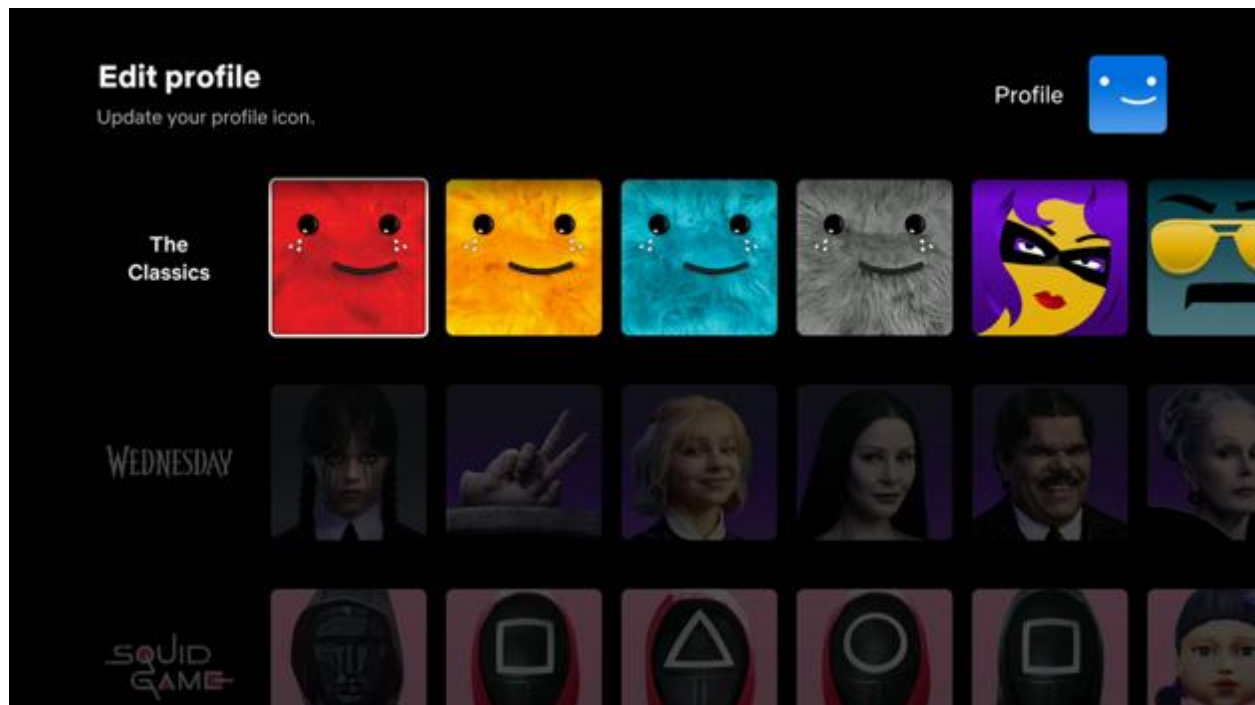 Edit profile
Update your profile icon.
Profile
The
Classics
WEDNESDAY
SQUID
GAME